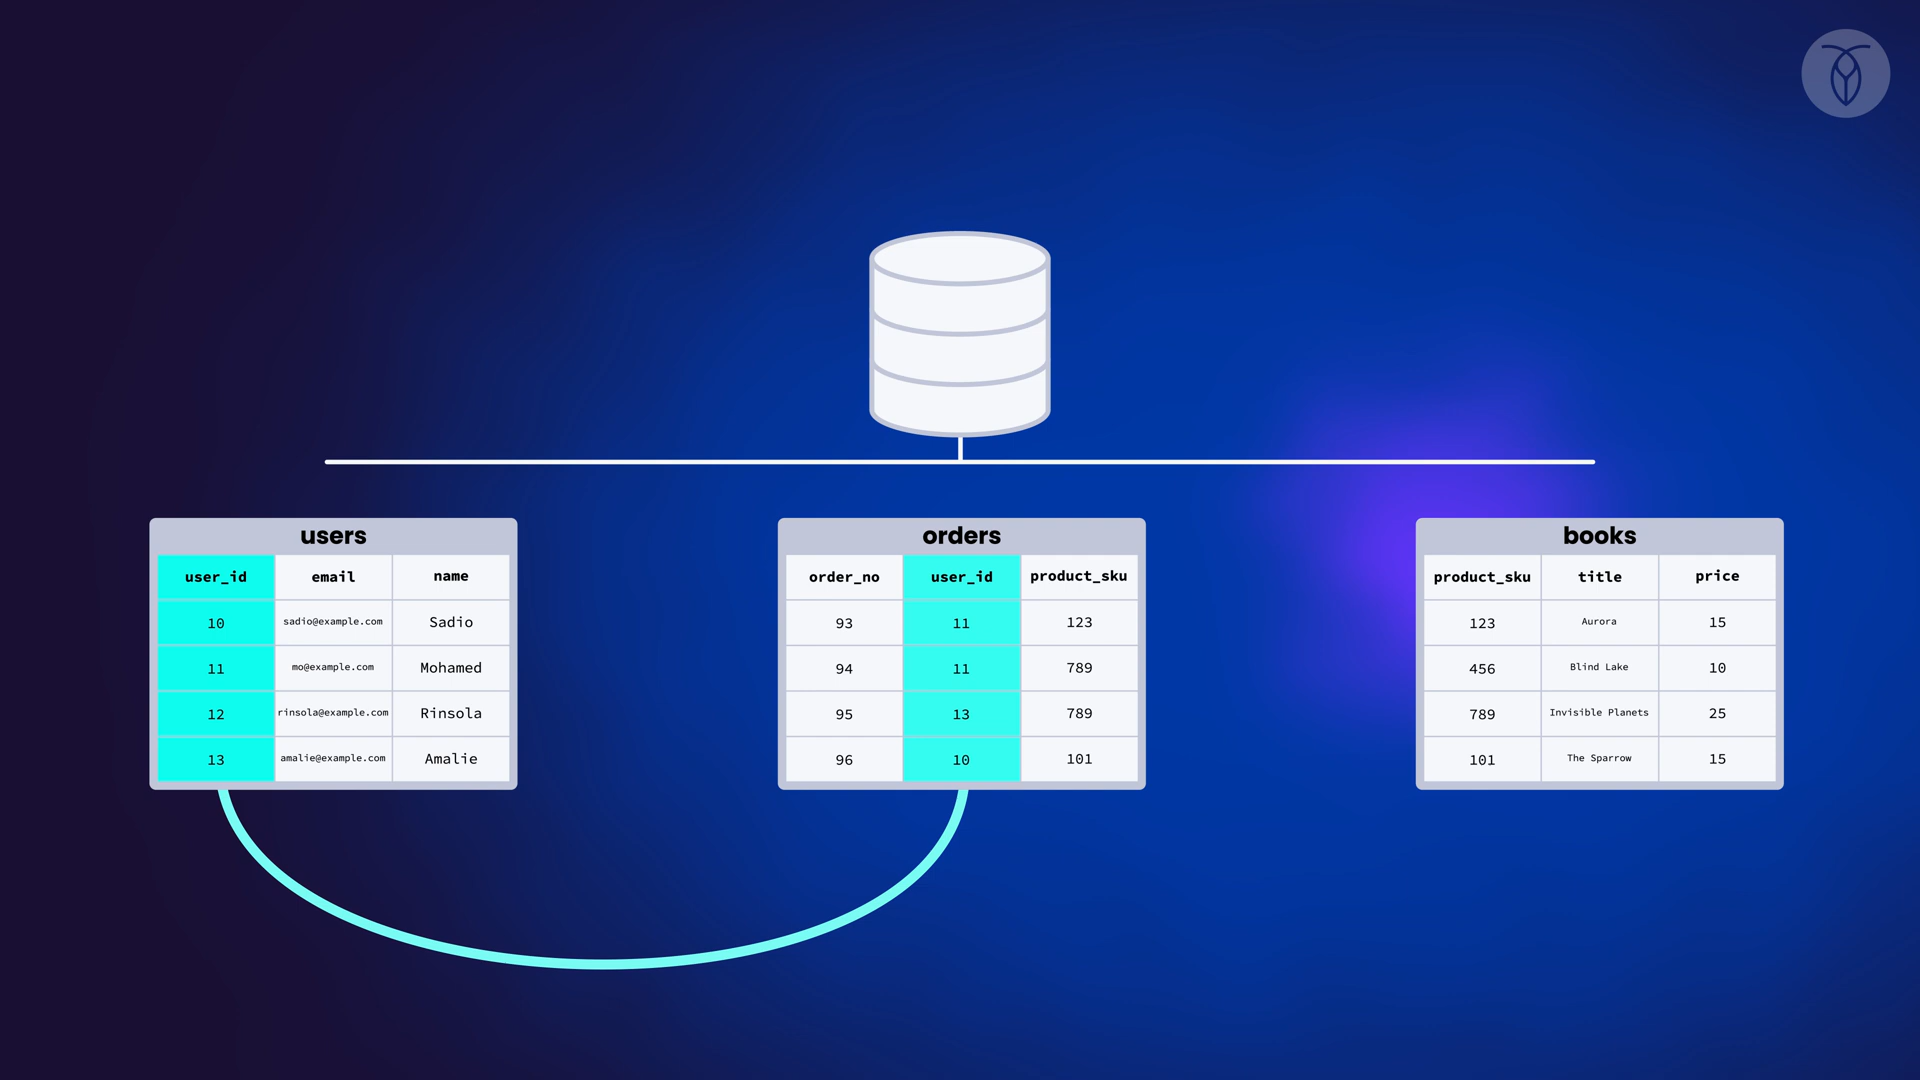 users
user_id email name
10 sadio@example.com Sadio
11 mo@example.com Mohamed
12 rinsola@example.com Rinsola
13 amalie@example.com Amalie
orders
order_no user_id product_sku
93 11 123
94 11 789
95 13 789
96 10 101
books
product_sku title price
123 Aurora 15
456 Blind Lake 10
789 Invisible Planets 25
101 The Sparrow 15